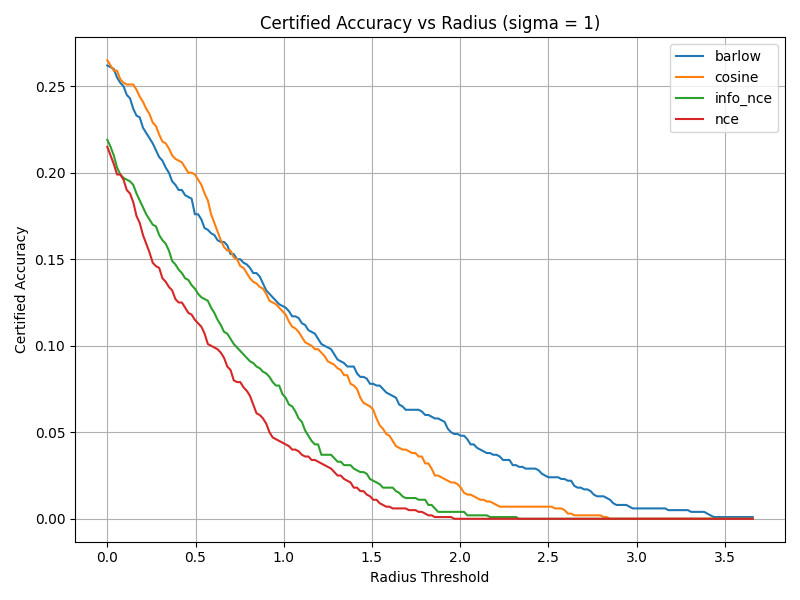 Certified Accuracy vs Radius (sigma = 1)
barlow
cosine
info_nce
nce
Certified Accuracy
0.25
0.20
0.15
0.10
0.05
0.00
0.0 0.5 1.0 1.5 2.0 2.5 3.0 3.5
Radius Threshold